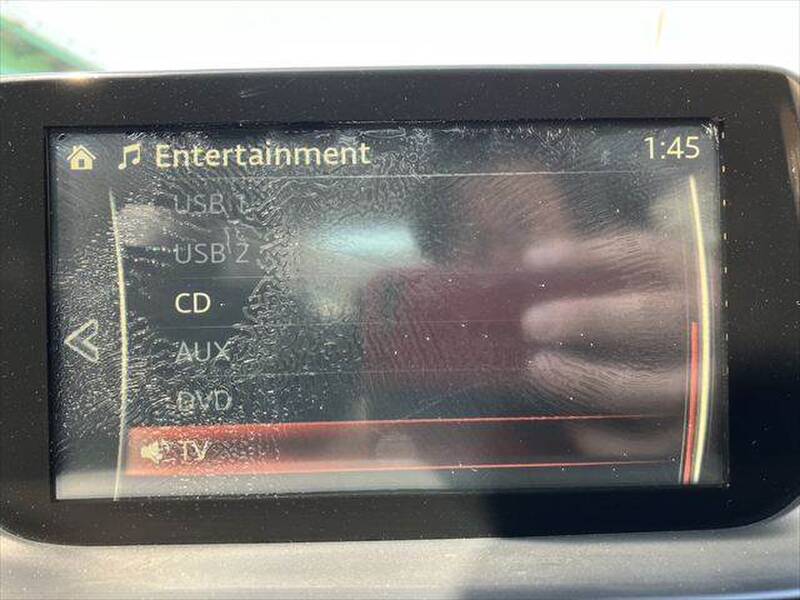 Entertainment 1:45
USB 1
USB 2
CD
AUX
DVD
TV